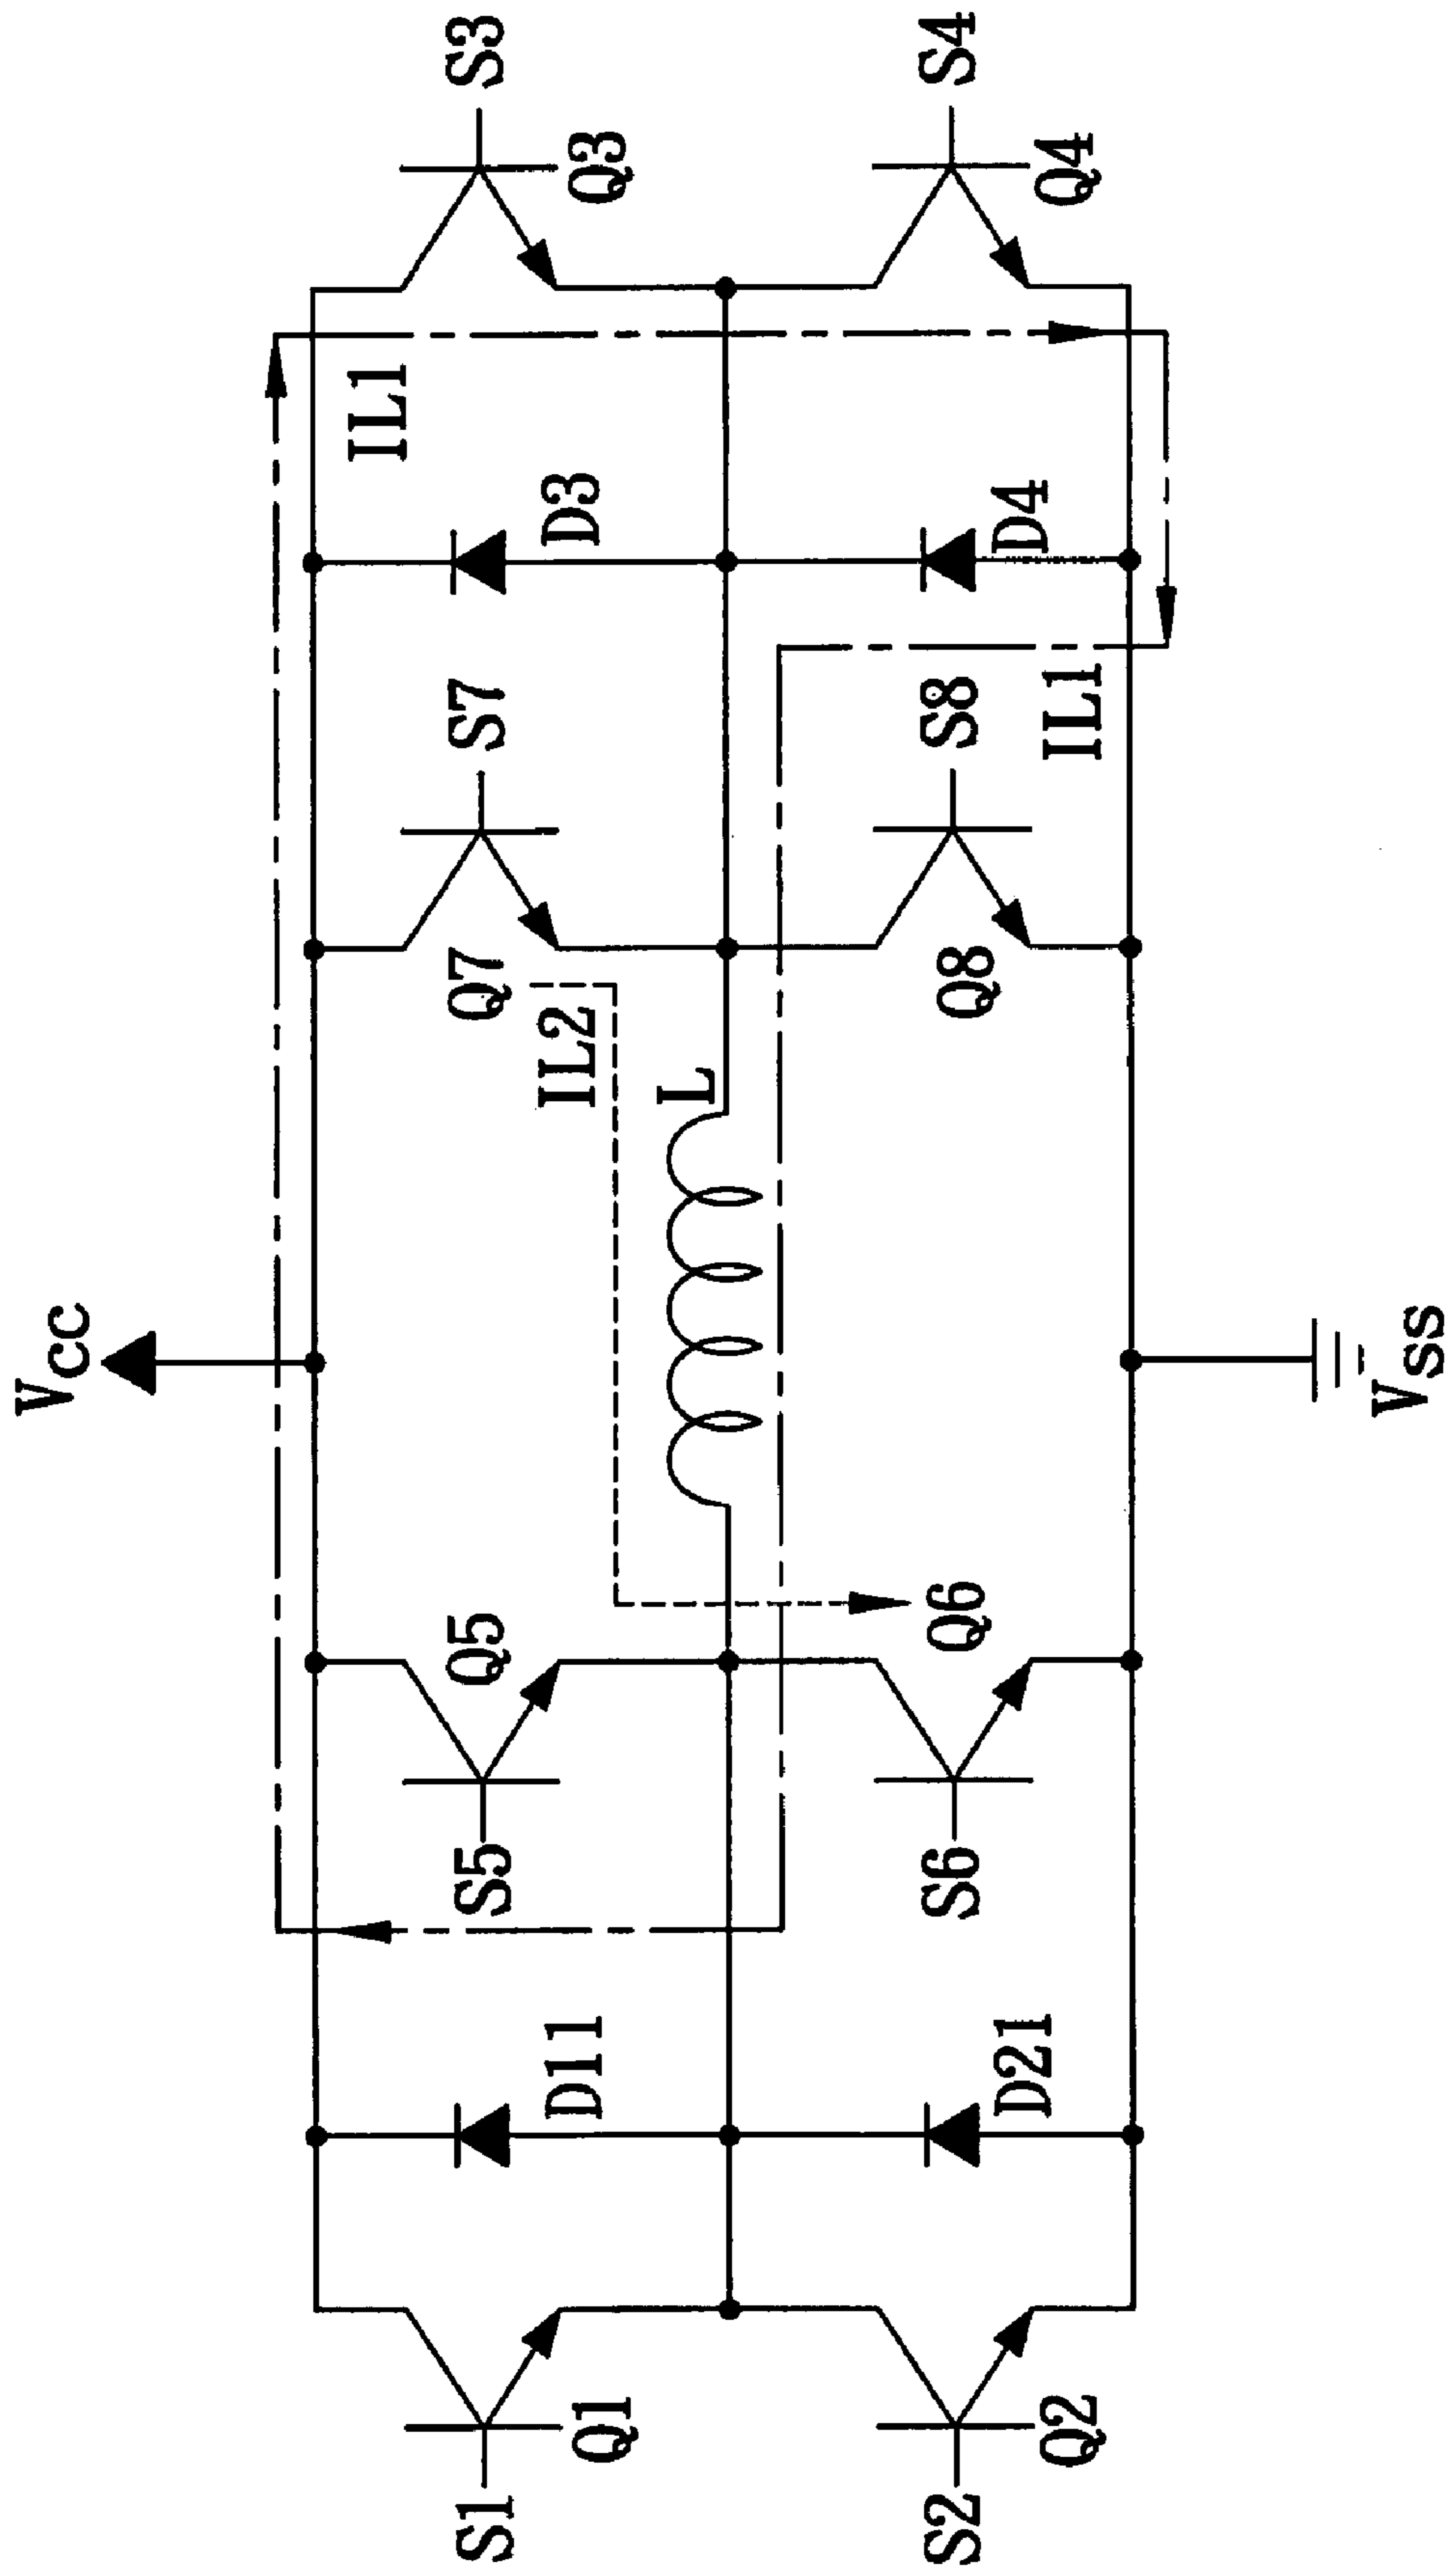 VCC
S1
Q1
D11
S5
Q5
IL2
L
Q7
S7
D3
IL1
Q3
S3
S2
Q2
D21
S6
Q6
Q8
S8
IL1
D4
Q4
S4
VSS